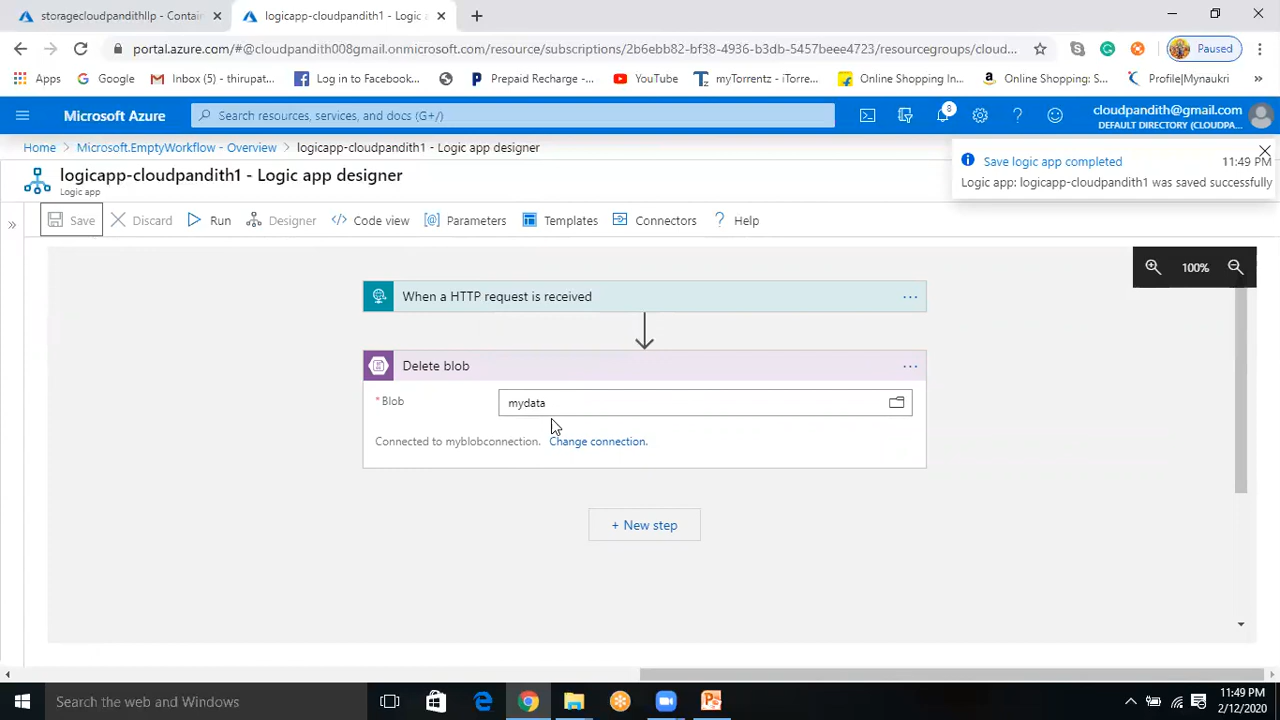 storagecloudpandithllp - Contain
logicapp-cloudpandith1 - Logic a
portal.azure.com/#@cloudpandith008gmail.onmicrosoft.com/resource/subscriptions/2b6ebb82-bf38-4936-b3db-5457beee4723/resourcegroups/cloud...
Paused
Apps
Google
Inbox (5) - thirupat...
Log in to Facebook...
Prepaid Recharge -...
YouTube
myTorrentz - iTorre...
Online Shopping In...
Online Shopping: S...
Profile|Mynaukri
»
Microsoft Azure
Search resources, services, and docs (G+/)
8
cloudpandith@gmail.com
DEFAULT DIRECTORY (CLOUDPA...
Home > Microsoft.EmptyWorkflow - Overview > logicapp-cloudpandith1 - Logic app designer
Save logic app completed 11:49 PM
Logic app: logicapp-cloudpandith1 was saved successfully
logicapp-cloudpandith1 - Logic app designer
Logic app
Save
Discard
Run
Designer
Code view
Parameters
Templates
Connectors
Help
100%
When a HTTP request is received
Delete blob
* Blob
mydata
Connected to myblobconnection. Change connection.
+ New step
Search the web and Windows
11:49 PM
2/12/2020